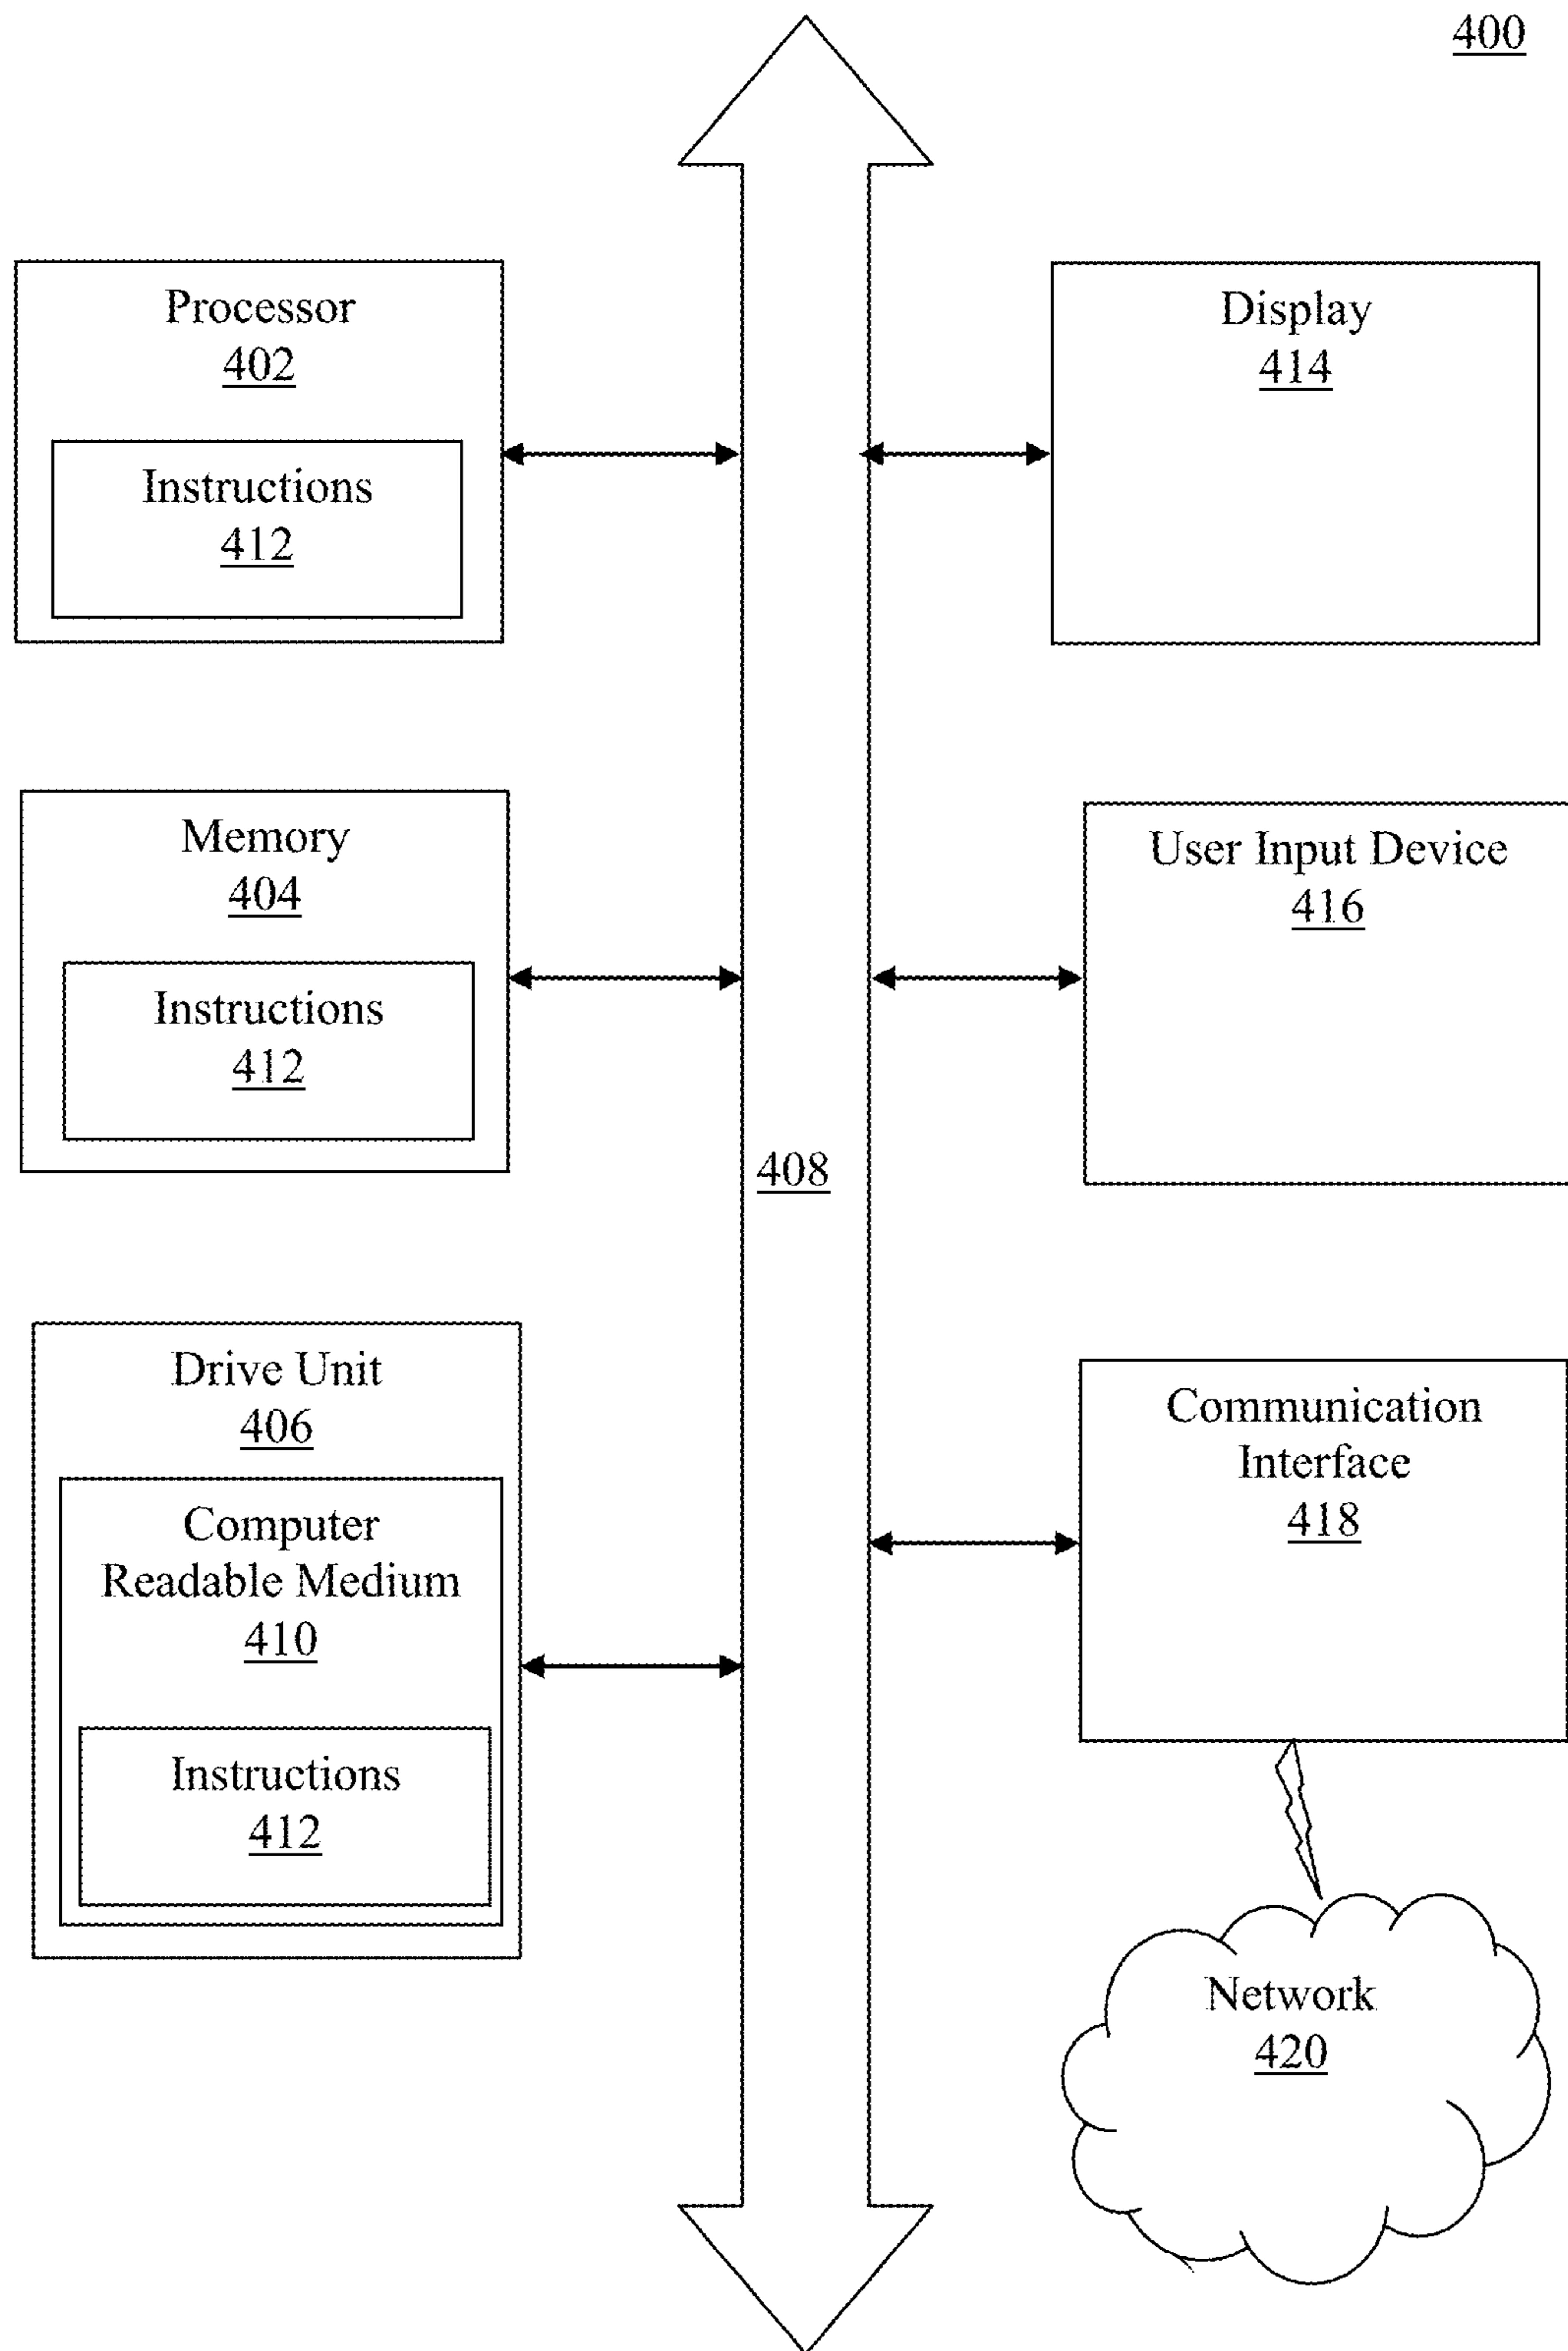 400
Processor
402
Instructions
412
Display
414
Memory
404
Instructions
412
User Input Device
416
408
Drive Unit
406
Computer
Readable Medium
410
Instructions
412
Communication
Interface
418
Network
420